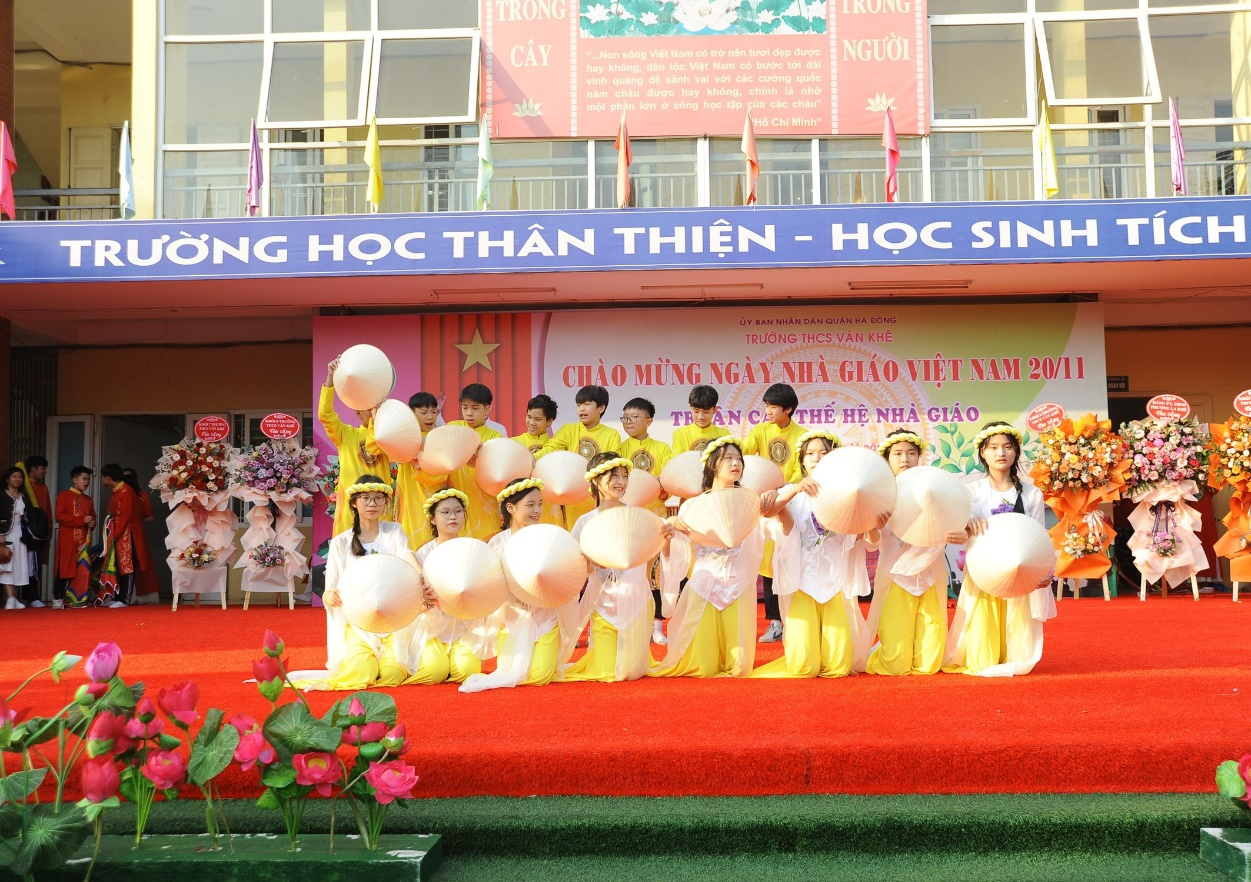 TRỒNG
CÂY
"...Non sông Việt Nam có trở nên tươi đẹp được
hay không, dân tộc Việt Nam có bước tới đài
vinh quang để sánh vai với các cường quốc
năm châu được hay không, chính là nhờ
một phần lớn ở công học tập của các cháu"
Hồ Chí Minh"
TRỒNG
NGƯỜI
TRƯỜNG HỌC THÂN THIỆN - HỌC SINH TÍCH
ỦY BAN NHÂN DÂN QUẬN HÀ ĐÔNG
TRƯỜNG THCS VĂN KHÊ
CHÀO MỪNG NGÀY NHÀ GIÁO VIỆT NAM 20/11
THẾ HỆ NHÀ GIÁO